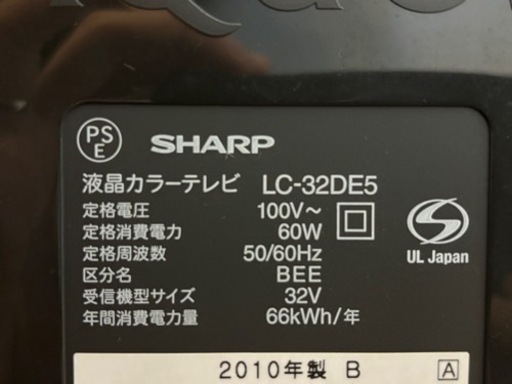 PSE SHARP
液晶カラーテレビ LC-32DE5
定格電圧 100V～
定格消費電力 60W
定格周波数 50/60Hz
区分名 BEE
受信機型サイズ 32V
年間消費電力量 66kWh/年
S UL Japan
2010年製 B A